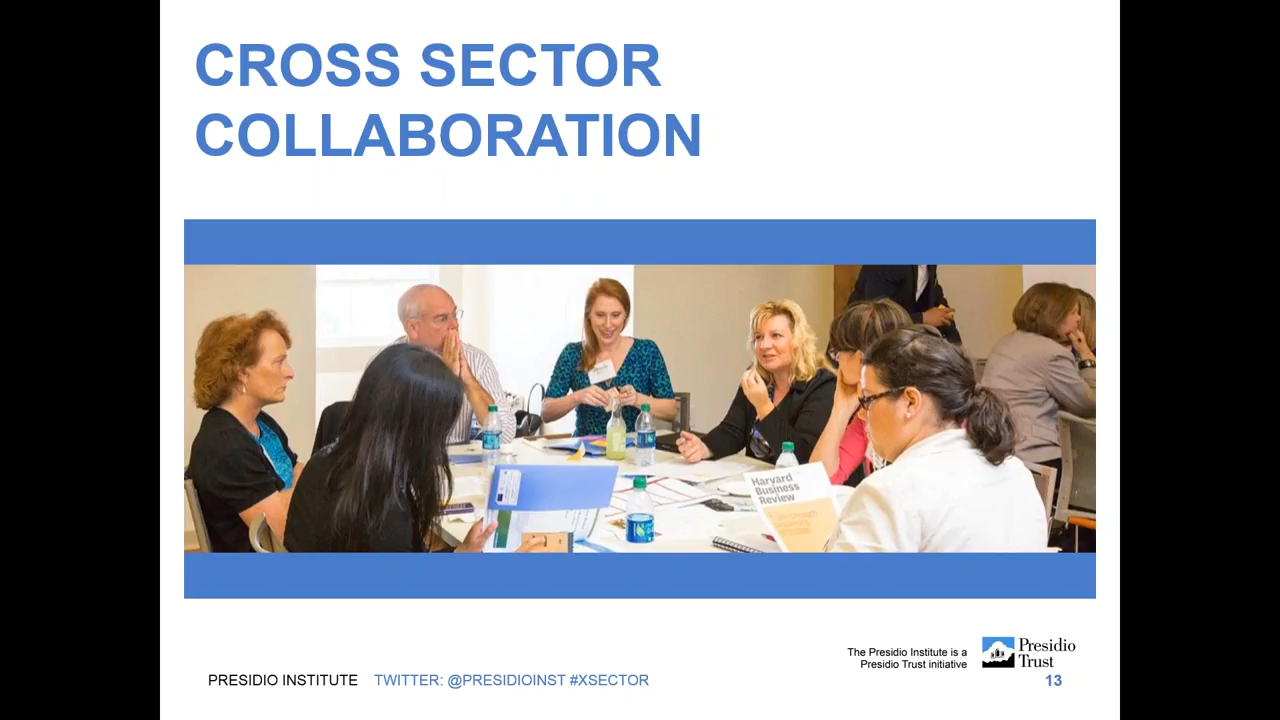 CROSS SECTOR
COLLABORATION
Harvard
Business
Review
The Presidio Institute is a
Presidio Trust initiative
Presidio
Trust
PRESIDIO INSTITUTE TWITTER: @PRESIDIOINST #XSECTOR
13